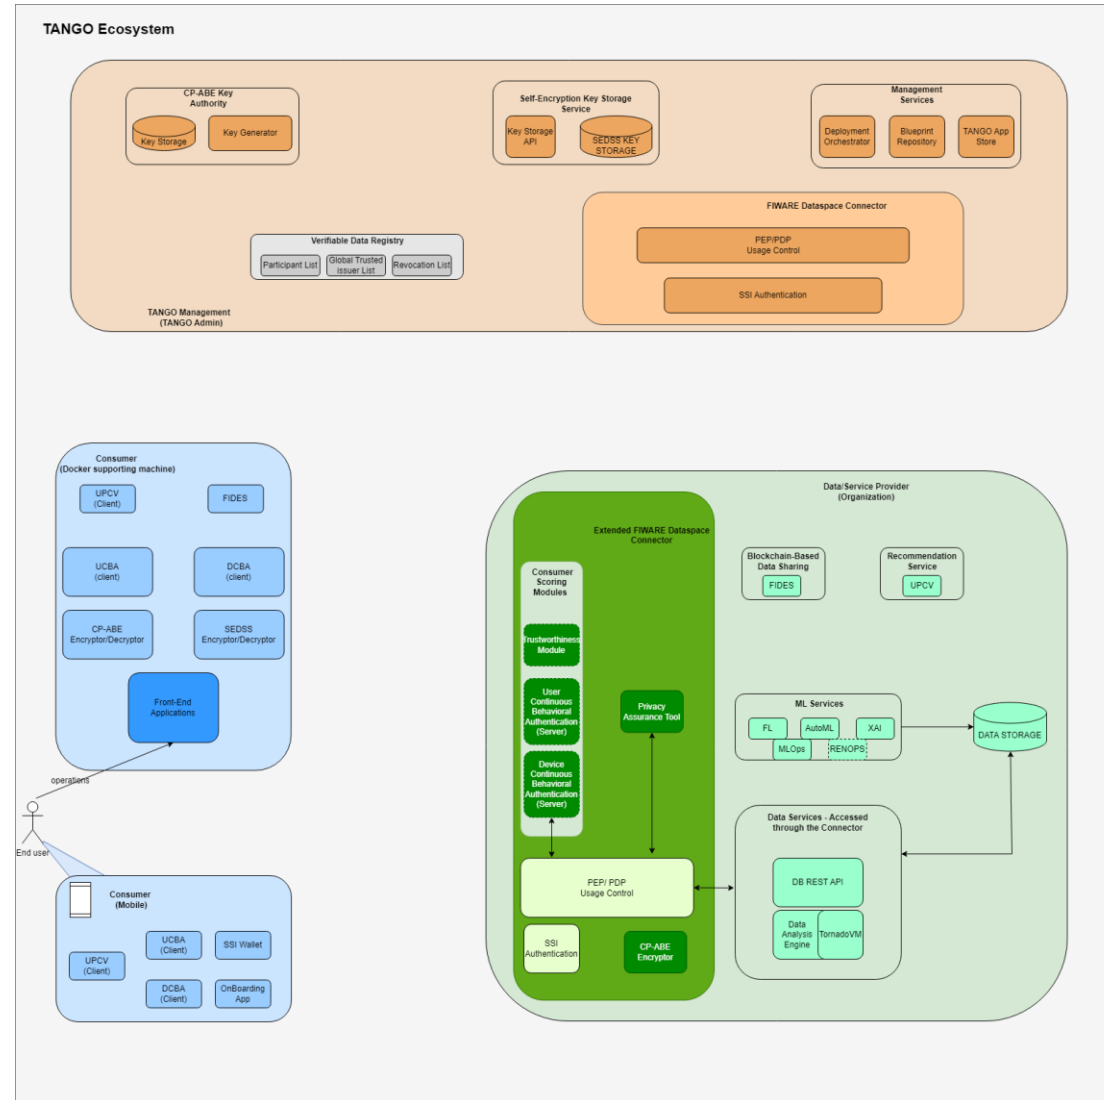 TANGO Ecosystem
CP-ABE Key
Authority
Key Storage
Key Generator
Self-Encryption Key Storage
Service
Key Storage
API
SEDSS KEY
STORAGE
Management
Services
Deployment
Orchestrator
Blueprint
Repository
TANGO App
Store
FIWARE Dataspace Connector
PEP/PDP
Usage Control
SSI Authentication
Verifiable Data Registry
Participant List
Global Trusted
issuer List
Revocation List
TANGO Management
(TANGO Admin)
Consumer
(Docker supporting machine)
UPCV
(Client)
FIDES
UCBA
(client)
DCBA
(client)
CP-ABE
Encryptor/Decryptor
SEDSS
Encryptor/Decryptor
Front-End
Applications
operations
End user
Consumer
(Mobile)
UPCV
(Client)
UCBA
(Client)
SSI Wallet
DCBA
(Client)
OnBoarding
App
Data/Service Provider
(Organization)
Extended FIWARE Dataspace
Connector
Consumer
Scoring
Modules
Trustworthiness
Module
User
Continuous
Behavioral
Authentication
(Server)
Device
Continuous
Behavioral
Authentication
(Server)
Privacy
Assurance Tool
PEP/ PDP
Usage Control
SSI
Authentication
CP-ABE
Encryptor
Blockchain-Based
Data Sharing
FIDES
Recommendation
Service
UPCV
ML Services
FL
AutoML
XAI
MLOps
RENOPS
DATA STORAGE
Data Services - Accessed
through the Connector
DB REST API
Data
Analysis
Engine
TornadoVM